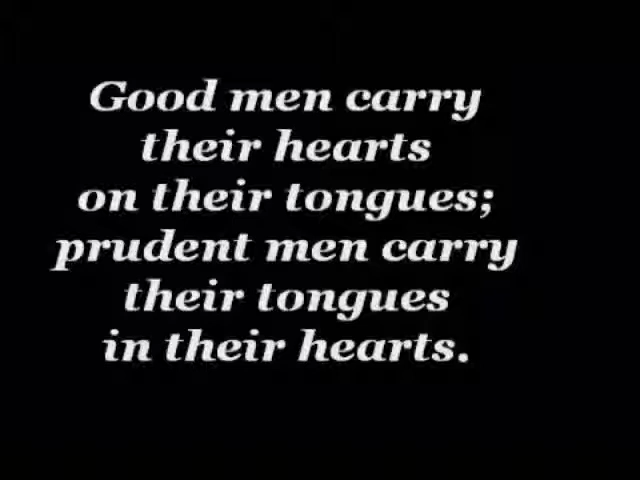 Good men carry
their hearts
on their tongues;
prudent men carry
their tongues
in their hearts.